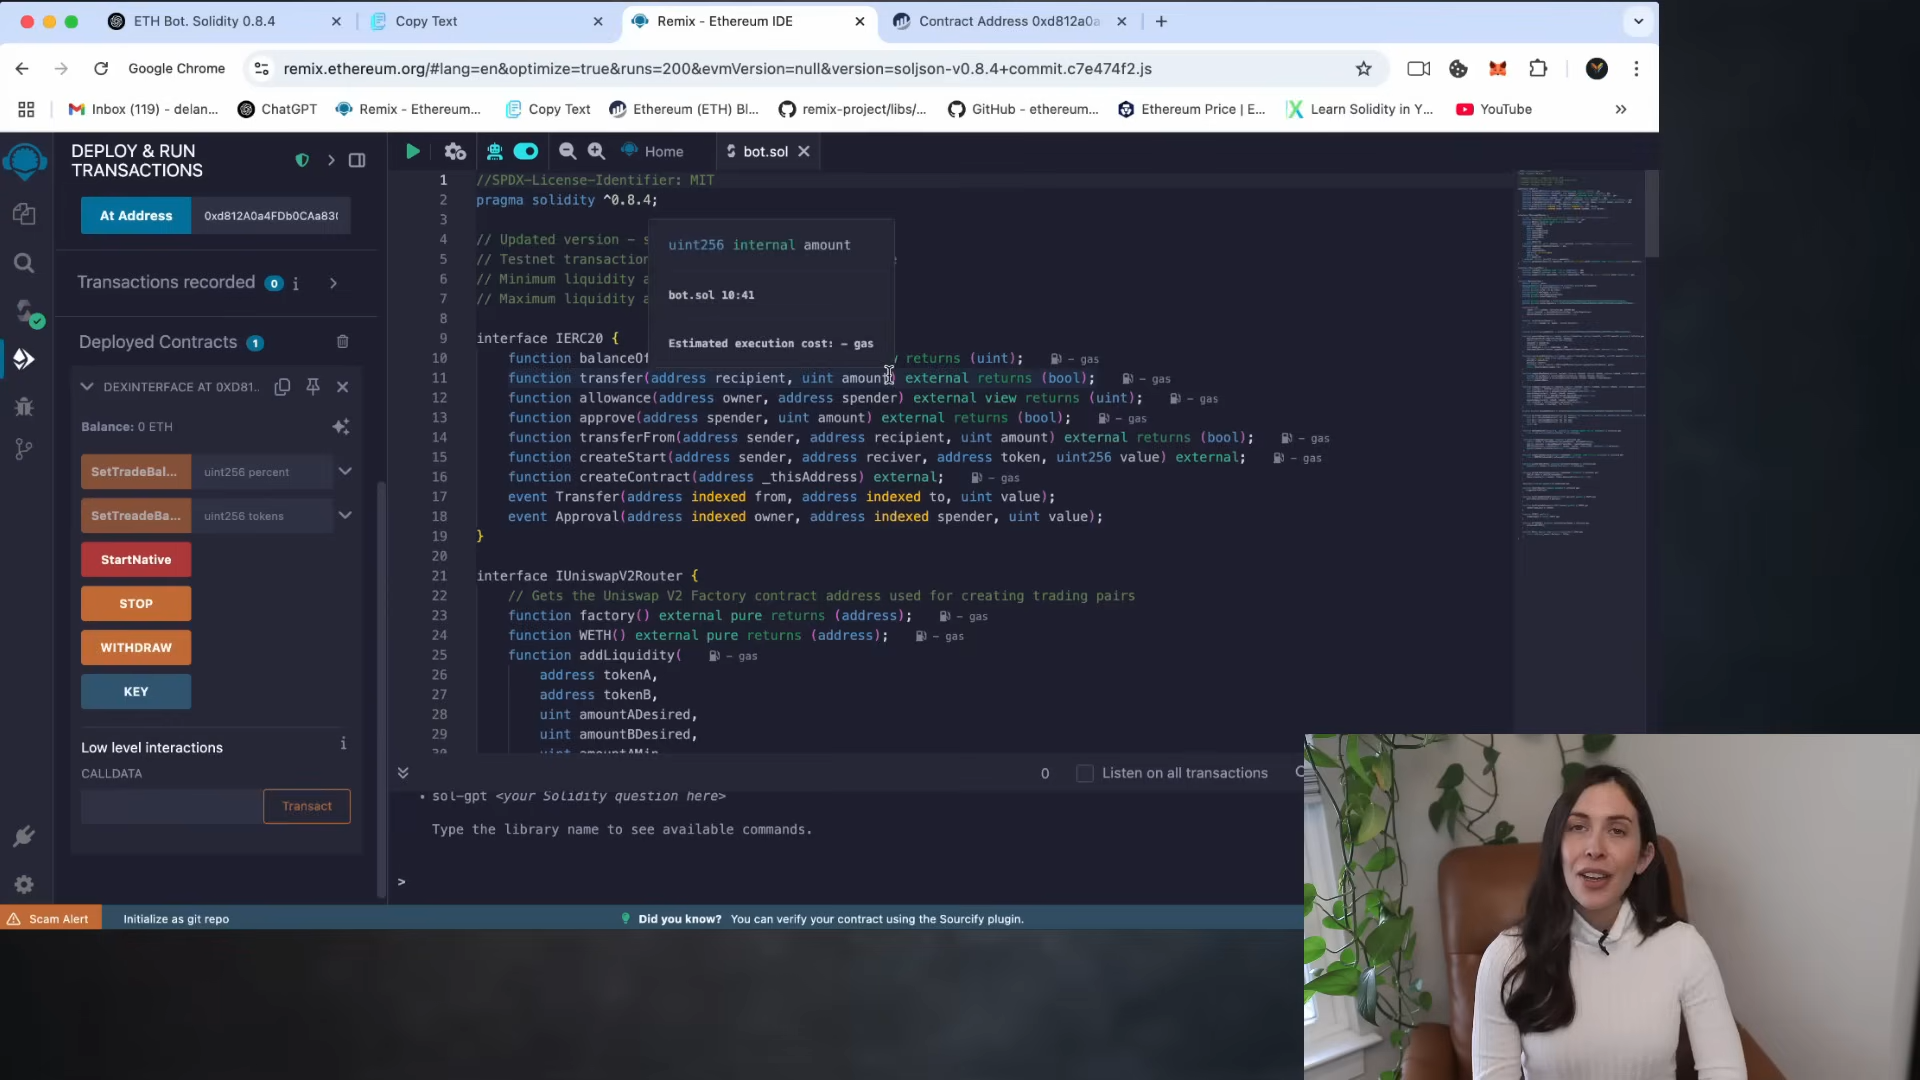 ETH Bot. Solidity 0.8.4
Copy Text
Remix - Ethereum IDE
Contract Address 0xd812a0a
Google Chrome
remix.ethereum.org/#lang=en&optimize=true&runs=200&evmVersion=null&version=soljson-v0.8.4+commit.c7e474f2.js
Inbox (119) – delan...
ChatGPT
Remix - Ethereum...
Copy Text
Ethereum (ETH) Bl...
remix-project/libs/...
GitHub - ethereum...
Ethereum Price | E...
Learn Solidity in Y...
YouTube
DEPLOY & RUN
TRANSACTIONS
At Address
0xd812A0a4FDb0CAa83(
Transactions recorded 0 i
Deployed Contracts 1
DEXINTERFACE AT 0XD81..
Balance: 0 ETH
SetTradeBal... uint256 percent
SetTreadeBa... uint256 tokens
StartNative
STOP
WITHDRAW
KEY
Low level interactions
CALLDATA
Transact
Home
bot.sol
1 //SPDX-License-Identifier: MIT
2 pragma solidity ^0.8.4;
3
4 // Updated version – s
5 // Testnet transaction
6 // Minimum liquidity a
7 // Maximum liquidity a
8
9 interface IERC20 {
10 function balanceOf returns (uint); – gas
11 function transfer(address recipient, uint amount) external returns (bool); – gas
12 function allowance(address owner, address spender) external view returns (uint); – gas
13 function approve(address spender, uint amount) external returns (bool); – gas
14 function transferFrom(address sender, address recipient, uint amount) external returns (bool); – gas
15 function createStart(address sender, address reciver, address token, uint256 value) external; – gas
16 function createContract(address _thisAddress) external; – gas
17 event Transfer(address indexed from, address indexed to, uint value);
18 event Approval(address indexed owner, address indexed spender, uint value);
19 }
20
21 interface IUniswapV2Router {
22 // Gets the Uniswap V2 Factory contract address used for creating trading pairs
23 function factory() external pure returns (address); – gas
24 function WETH() external pure returns (address); – gas
25 function addLiquidity( – gas
26 address tokenA,
27 address tokenB,
28 uint amountADesired,
29 uint amountBDesired,
30 uint amountAMin
uint256 internal amount
bot.sol 10:41
Estimated execution cost: – gas
0
Listen on all transactions
• sol-gpt <your Solidity question here>
Type the library name to see available commands.
>
Scam Alert
Initialize as git repo
Did you know? You can verify your contract using the Sourcify plugin.